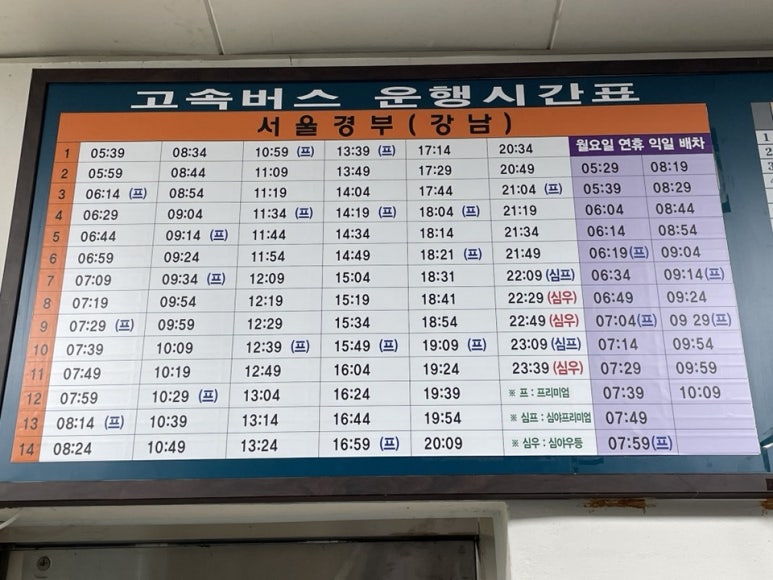 고속버스 운행시간표
서울경부(강남)
월요일 연휴 익일 배차
1 05:39 08:34 10:59 (프) 13:39 (프) 17:14 20:34 05:29 08:19
2 05:59 08:44 11:09 13:49 17:29 20:49 05:39 08:29
3 06:14 (프) 08:54 11:19 14:04 17:44 21:04 (프) 06:04 08:44
4 06:29 09:04 11:34 (프) 14:19 (프) 18:04 (프) 21:19 06:14 08:54
5 06:44 09:14 (프) 11:44 14:34 18:14 21:34 06:19(프) 09:04
6 06:59 09:24 11:54 14:49 18:21 (프) 21:49 06:34 09:14(프)
7 07:09 09:34 (프) 12:09 15:04 18:31 22:09 (심프) 06:49 09:24
8 07:19 09:54 12:19 15:19 18:41 22:29 (심우) 07:04(프) 09 29(프)
9 07:29 (프) 09:59 12:29 15:34 18:54 22:49 (심우) 07:14 09:54
10 07:39 10:09 12:39 (프) 15:49 (프) 19:09 (프) 23:09 (심프) 07:29 09:59
11 07:49 10:19 12:49 16:04 19:24 23:39 (심우) 07:39 10:09
12 07:59 10:29 (프) 13:04 16:24 19:39 ※ 프 : 프리미엄 07:49
13 08:14 (프) 10:39 13:14 16:44 19:54 ※ 심프 : 심야프리미엄 07:59(프)
14 08:24 10:49 13:24 16:59 (프) 20:09 ※ 심우 : 심야우등
1
2
3